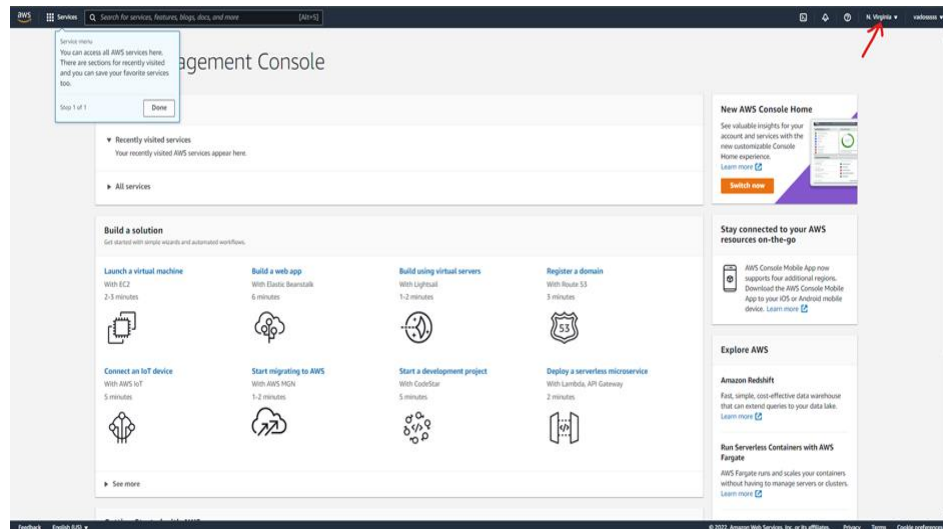 aws
Services
Search for services, features, blogs, docs, and more
[Alt+S]
N. Virginia
vadosssss
Service menu
You can access all AWS services here.
There are sections for recently visited
and you can save your favorite services
too.
Step 1 of 1
Done
agement Console
Recently visited services
Your recently visited AWS services appear here.
All services
Build a solution
Get started with simple wizards and automated workflows.
Launch a virtual machine
With EC2
2-3 minutes
Build a web app
With Elastic Beanstalk
6 minutes
Build using virtual servers
With Lightsail
1-2 minutes
Register a domain
With Route 53
3 minutes
53
Connect an IoT device
With AWS IoT
5 minutes
Start migrating to AWS
With AWS MGN
1-2 minutes
Start a development project
With CodeStar
5 minutes
Deploy a serverless microservice
With Lambda, API Gateway
2 minutes
See more
New AWS Console Home
See valuable insights for your
account and services with the
new customizable Console
Home experience.
Learn more
Switch now
Stay connected to your AWS
resources on-the-go
AWS Console Mobile App now
supports four additional regions.
Download the AWS Console Mobile
App to your iOS or Android mobile
device. Learn more
Explore AWS
Amazon Redshift
Fast, simple, cost-effective data warehouse
that can extend queries to your data lake.
Learn more
Run Serverless Containers with AWS
Fargate
AWS Fargate runs and scales your containers
without having to manage servers or clusters.
Learn more
Feedback
English (US)
© 2022, Amazon Web Services, Inc. or its affiliates.
Privacy
Terms
Cookie preferences